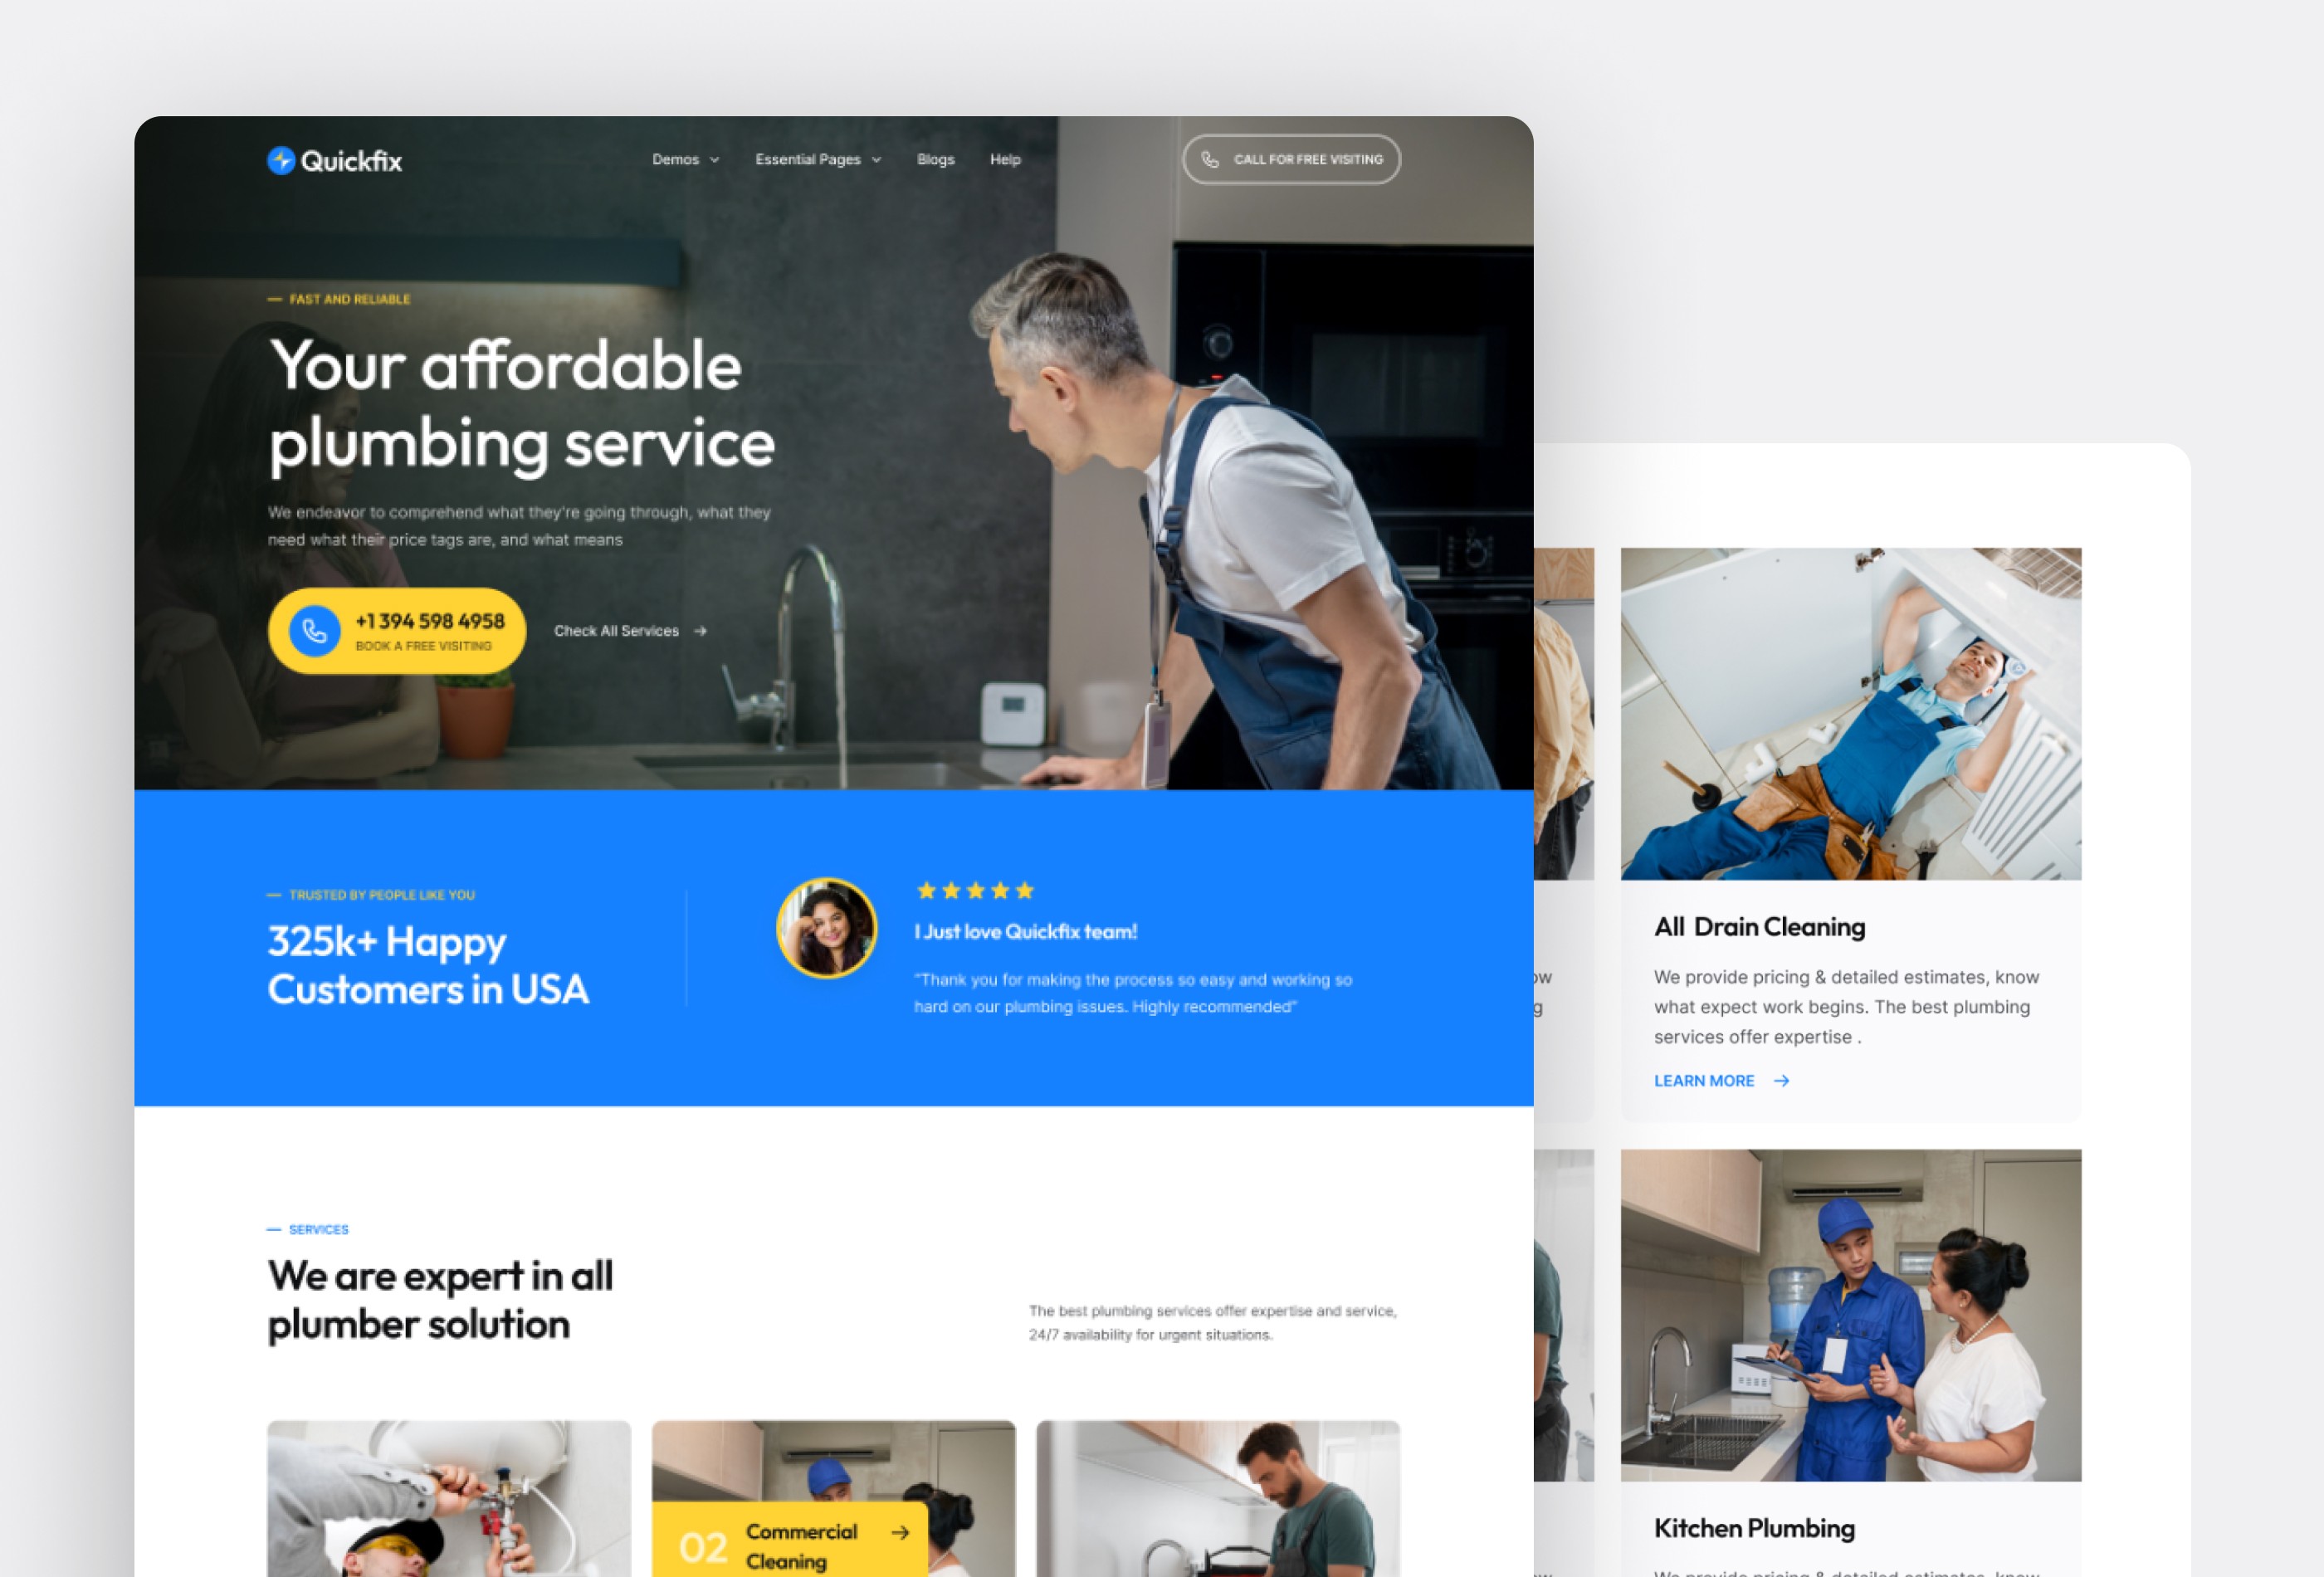 Quickfix
Demos
Essential Pages
Blogs
Help
CALL FOR FREE VISITING
FAST AND RELIABLE
Your affordable
plumbing service
We endeavor to comprehend what they're going through, what they
need what their price tags are, and what means
+1 394 598 4958
BOOK A FREE VISITING
Check All Services
TRUSTED BY PEOPLE LIKE YOU
325k+ Happy
Customers in USA
I Just love Quickfix team!
"Thank you for making the process so easy and working so
hard on our plumbing issues. Highly recommended"
SERVICES
We are expert in all
plumber solution
The best plumbing services offer expertise and service,
24/7 availability for urgent situations.
02
Commercial
Cleaning
All Drain Cleaning
We provide pricing & detailed estimates, know
what expect work begins. The best plumbing
services offer expertise .
LEARN MORE
Kitchen Plumbing
We provide pricing & detailed estimates, know